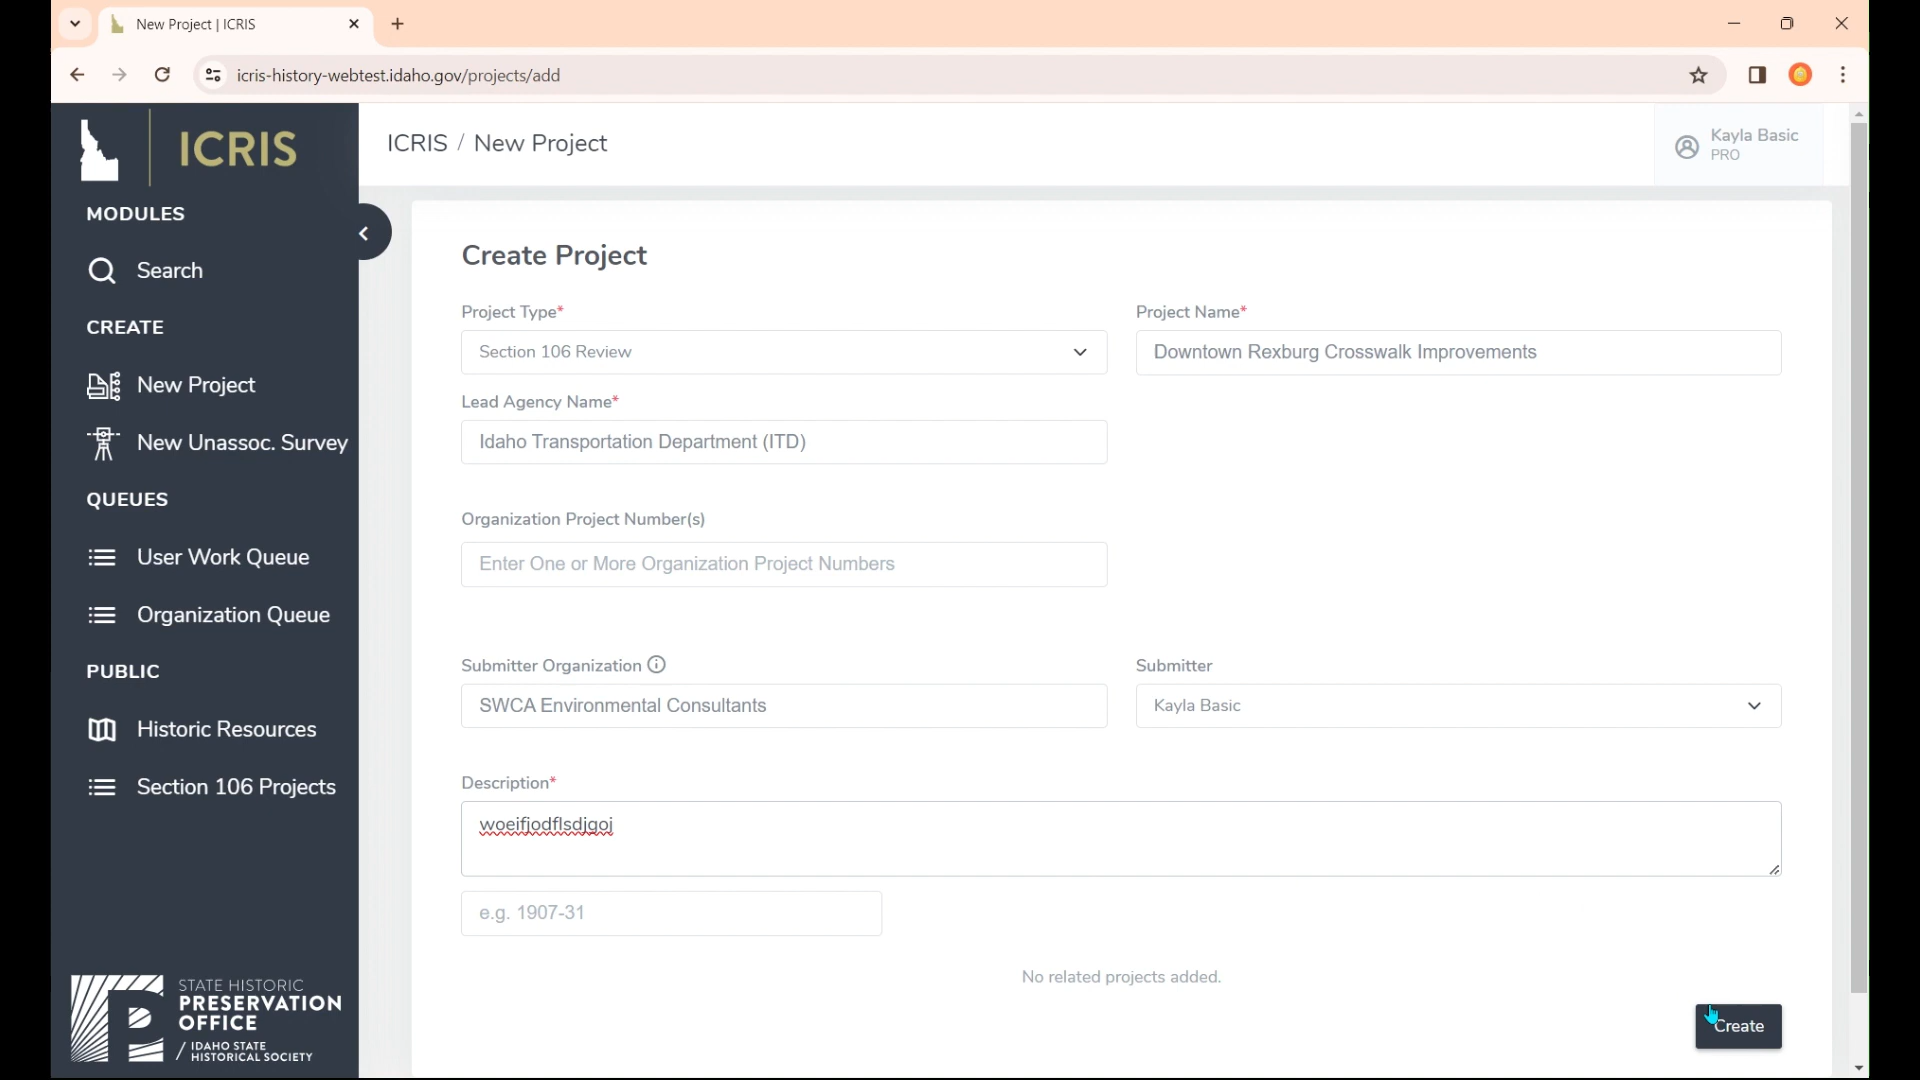 New Project | ICRIS
icris-history-webtest.idaho.gov/projects/add
ICRIS
MODULES
Search
CREATE
New Project
New Unassoc. Survey
QUEUES
User Work Queue
Organization Queue
PUBLIC
Historic Resources
Section 106 Projects
STATE HISTORIC
PRESERVATION
OFFICE
/ IDAHO STATE
HISTORICAL SOCIETY
ICRIS / New Project
Kayla Basic
PRO
Create Project
Project Type*
Section 106 Review
Project Name*
Downtown Rexburg Crosswalk Improvements
Lead Agency Name*
Idaho Transportation Department (ITD)
Organization Project Number(s)
Enter One or More Organization Project Numbers
Submitter Organization
SWCA Environmental Consultants
Submitter
Kayla Basic
Description*
woeifjodflsdjgoj
e.g. 1907-31
No related projects added.
Create